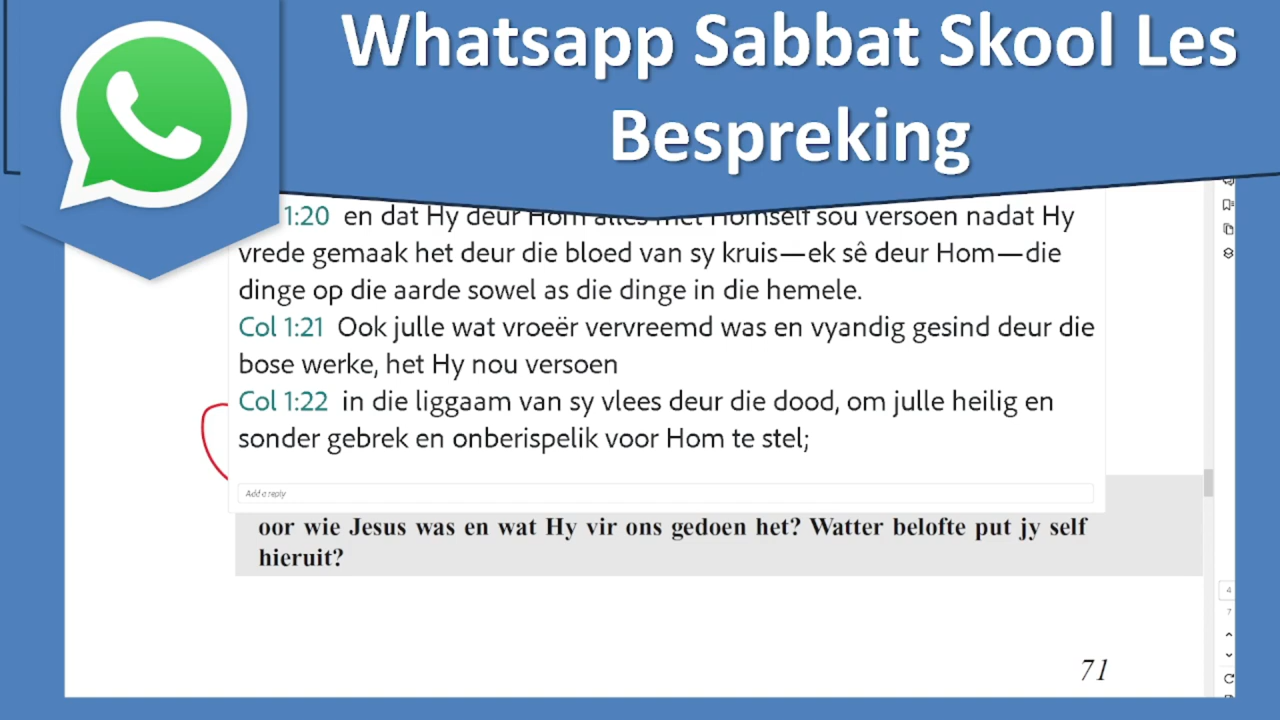 Whatsapp Sabbat Skool Les
Bespreking
1:20 en dat Hy deur Hom alles met Homself sou versoen nadat Hy
vrede gemaak het deur die bloed van sy kruis—ek sê deur Hom—die
dinge op die aarde sowel as die dinge in die hemele.
Col 1:21 Ook julle wat vroeër vervreemd was en vyandig gesind deur die
bose werke, het Hy nou versoen
Col 1:22 in die liggaam van sy vlees deur die dood, om julle heilig en
sonder gebrek en onberispelik voor Hom te stel;
Add a reply
oor wie Jesus was en wat Hy vir ons gedoen het? Watter belofte put jy self
hieruit?
4
7
71